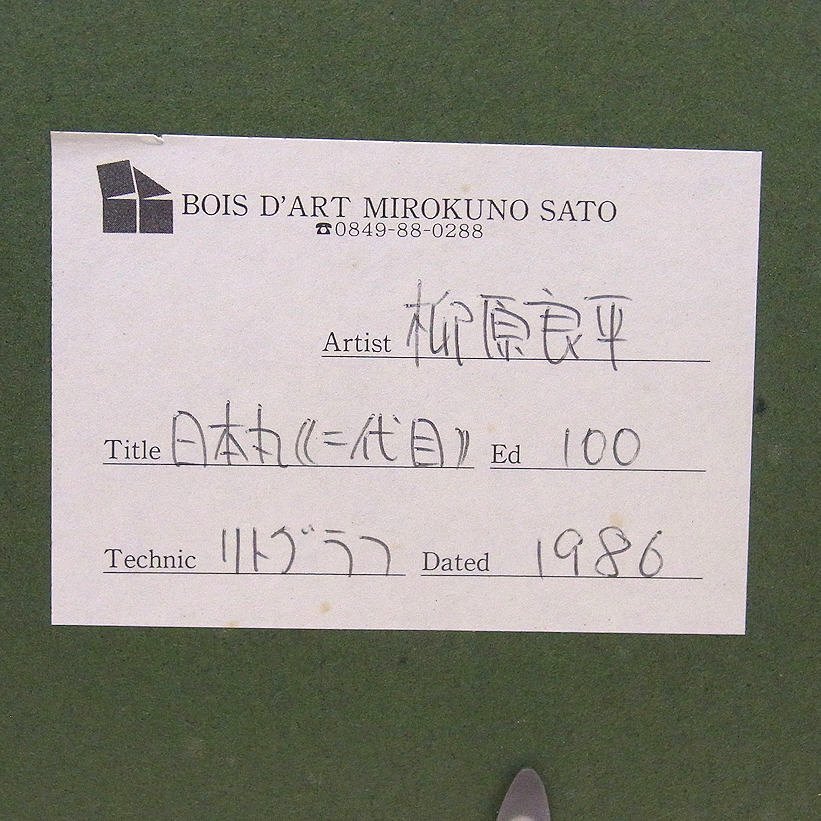 BOIS D'ART MIROKUNO SATO
☎0849-88-0288
Artist 柳原良平
Title 日本丸《二代目》 Ed 100
Technic リトグラフ Dated 1986